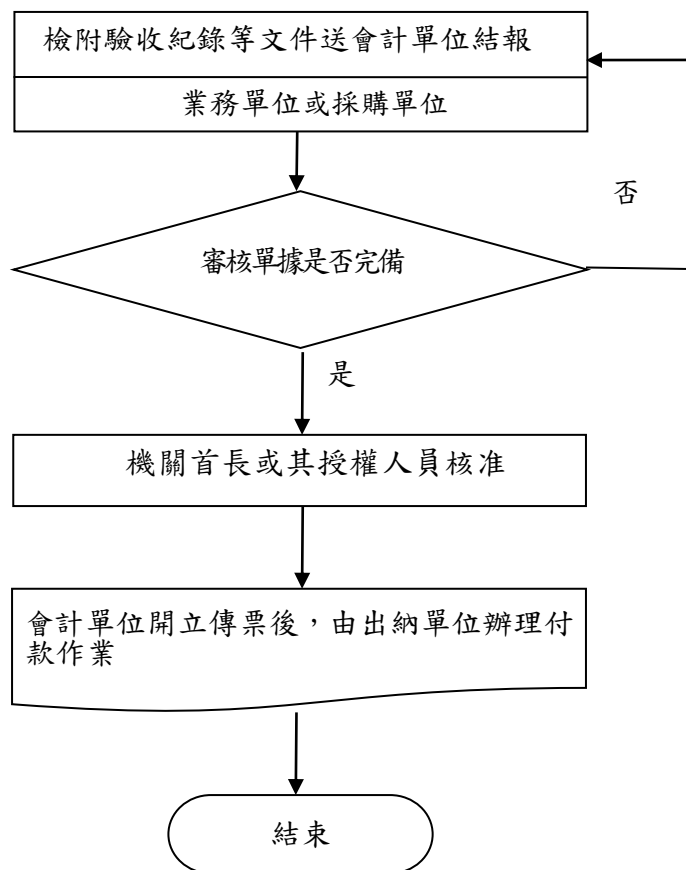 檢附驗收紀錄等文件送會計單位結報
業務單位或採購單位
否
審核單據是否完備
是
機關首長或其授權人員核准
會計單位開立傳票後，由出納單位辦理付
款作業
結束